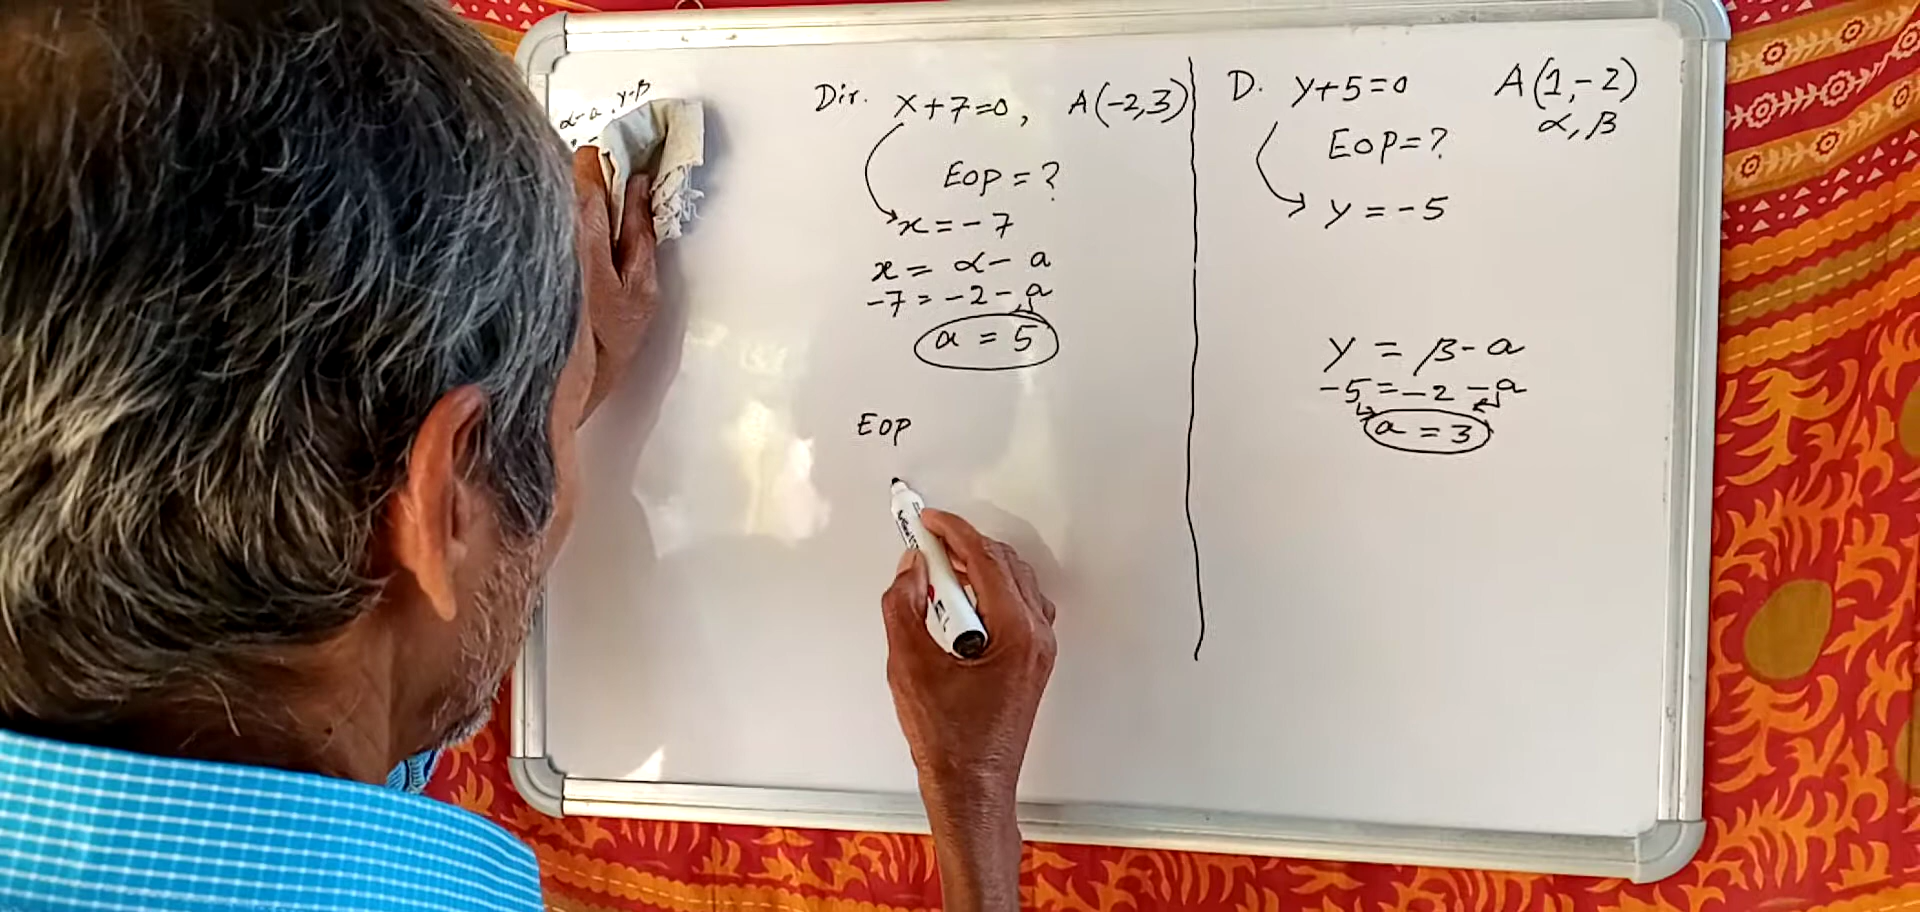 α-a, y-β
Dir. x+7=0, A(-2,3)
Eop = ?
x = -7
x = α - a
-7 = -2 - a
a = 5
Eop
D. y+5=0 A(1,-2)
α, β
Eop=?
y = -5
y = β - a
-5 = -2 - a
a = 3